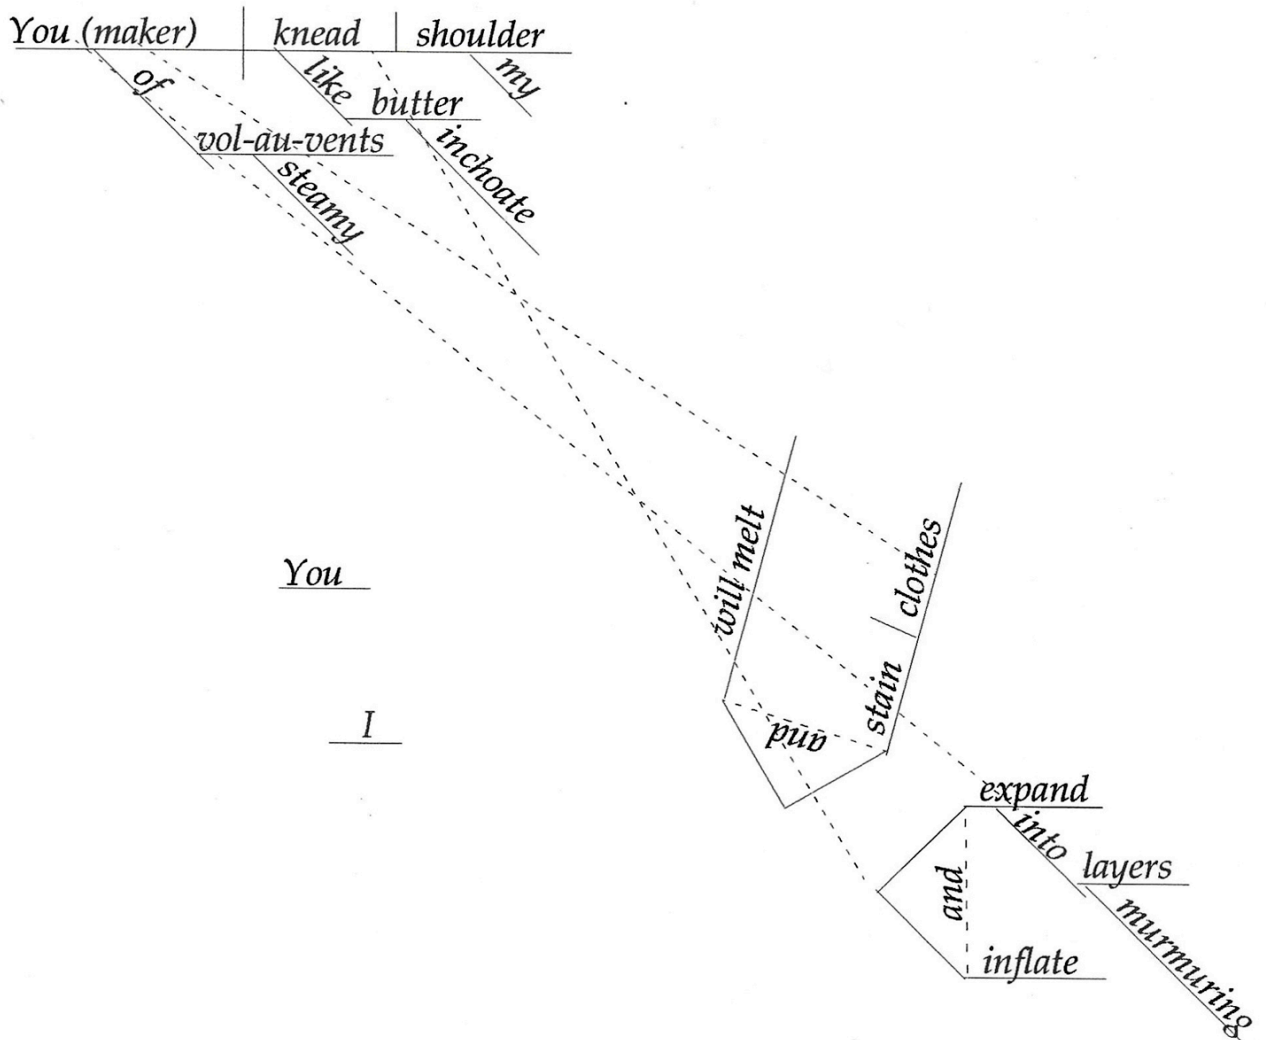 You (maker) knead shoulder
of like my
butter
vol-au-vents inchoate
steamy
will melt
clothes
You
stain
I
and
expand
into
layers
and
murmuring
inflate